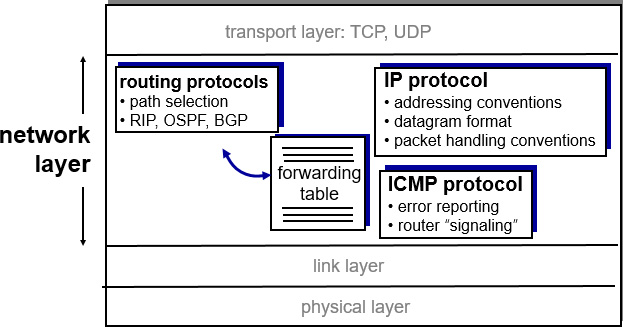 transport layer: TCP, UDP
network
layer
routing protocols
• path selection
• RIP, OSPF, BGP
forwarding
table
IP protocol
• addressing conventions
• datagram format
• packet handling conventions
ICMP protocol
• error reporting
• router “signaling”
link layer
physical layer